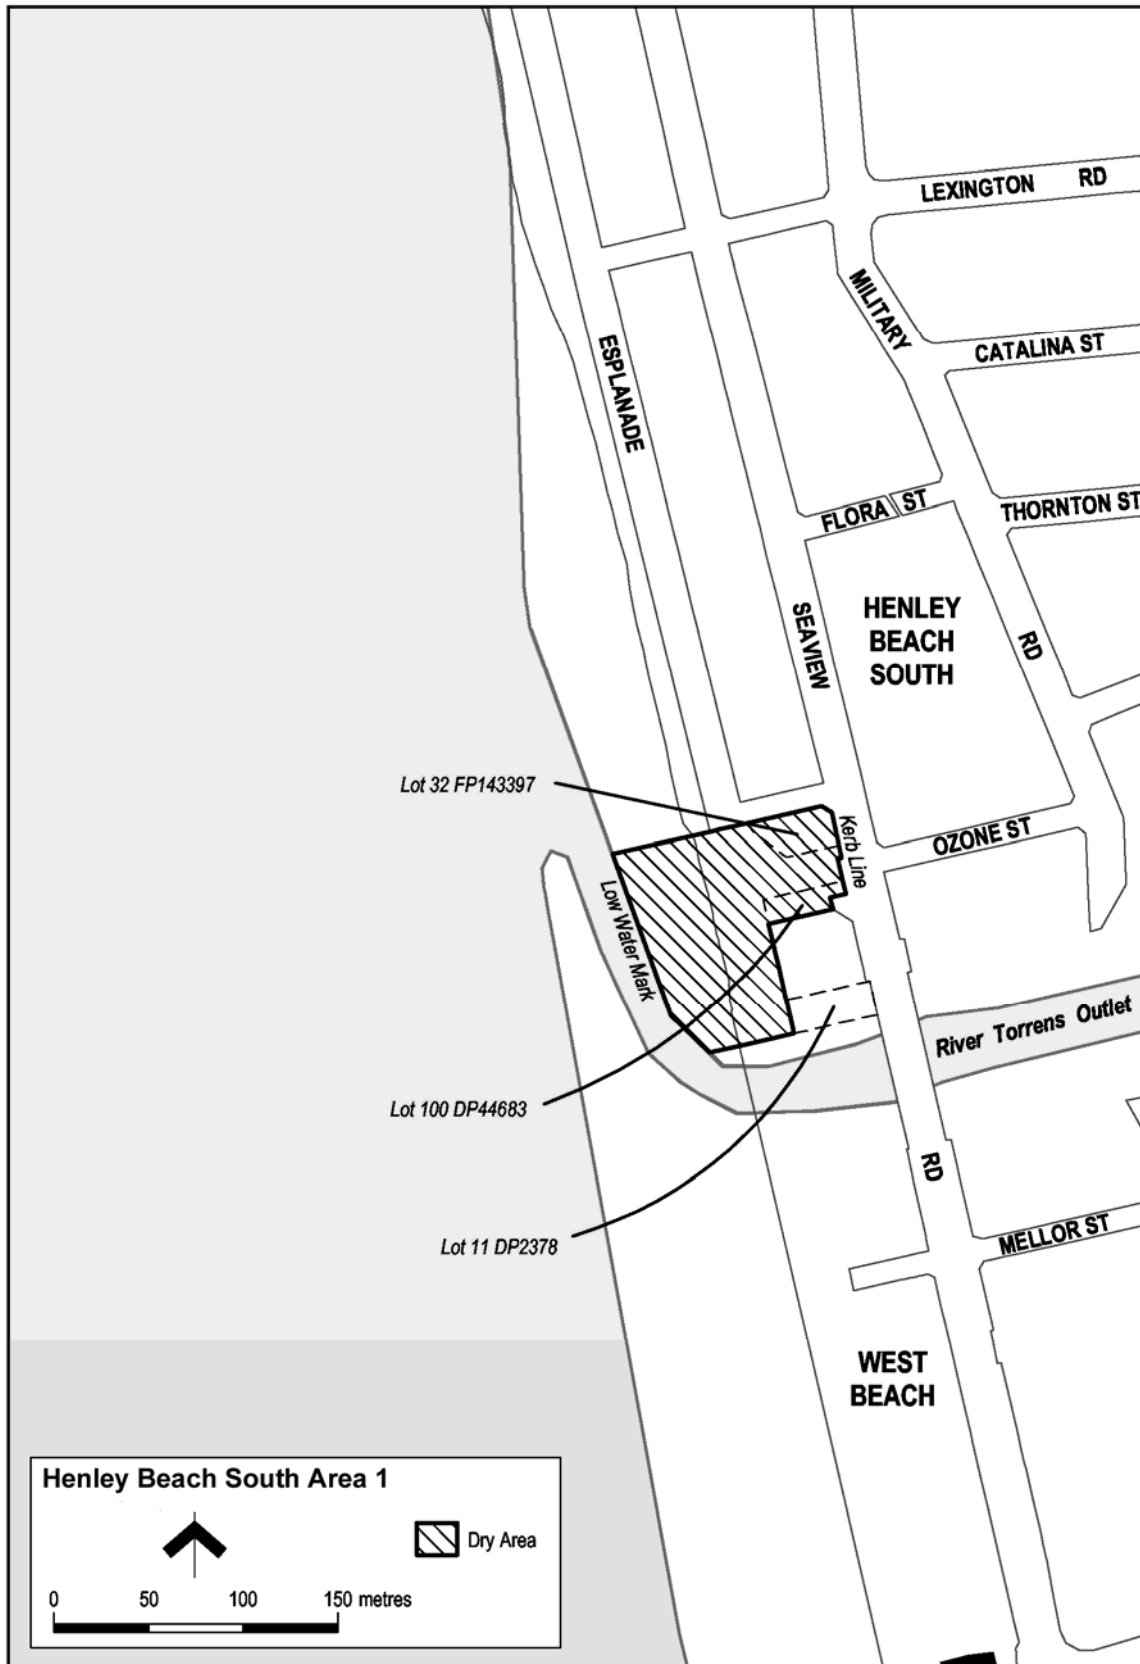 LEXINGTON RD
MILITARY
CATALINA ST
ESPLANADE
FLORA ST
THORNTON ST
HENLEY
BEACH
SOUTH
SEAVIEW
RD
Lot 32 FP143397
Kerb Line
OZONE ST
Low Water Mark
River Torrens Outlet
Lot 100 DP44683
RD
MELLOR ST
Lot 11 DP2378
WEST
BEACH
Henley Beach South Area 1
Dry Area
0 50 100 150 metres